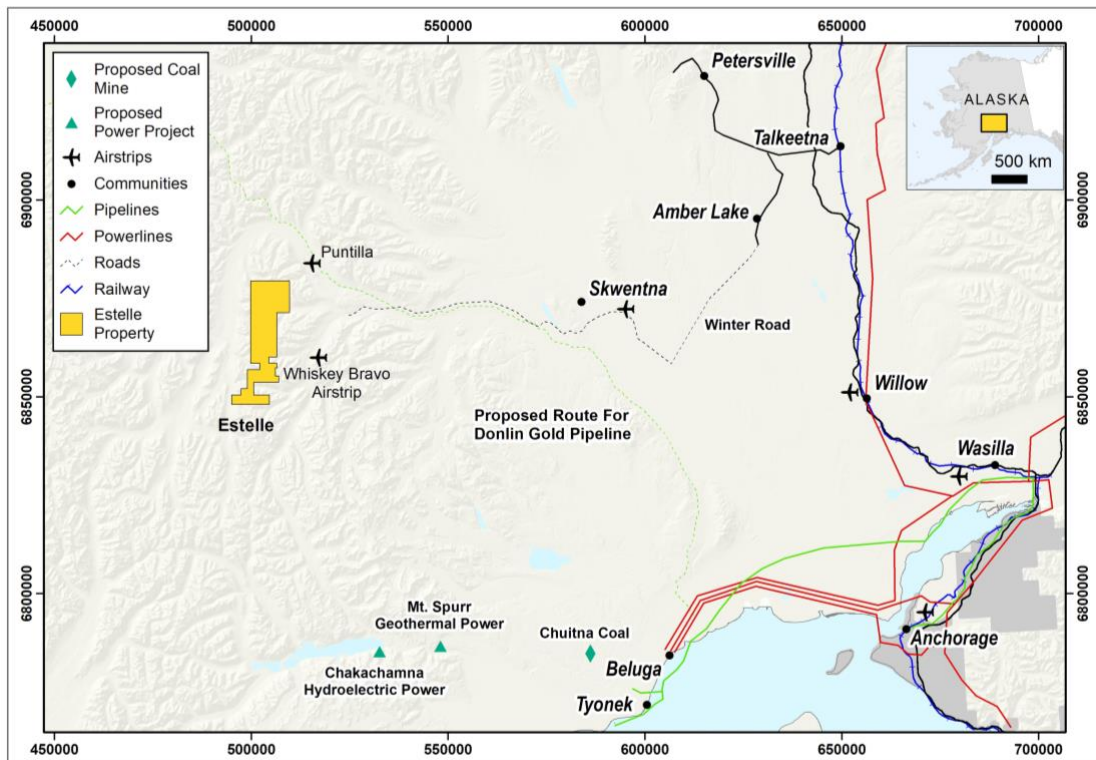 450000
500000
550000
600000
650000
700000
Proposed Coal
Mine
Proposed
Power Project
Airstrips
Communities
Pipelines
Powerlines
Roads
Railway
Estelle
Property
ALASKA
500 km
Petersville
Talkeetna
Amber Lake
Puntilla
Skwentna
Winter Road
Whiskey Bravo
Airstrip
Estelle
Proposed Route For
Donlin Gold Pipeline
Willow
Wasilla
Mt. Spurr
Geothermal Power
Chuitna Coal
Chakachamna
Hydroelectric Power
Beluga
Tyonek
Anchorage
6900000
6850000
6800000
6900000
6850000
6800000
450000
500000
550000
600000
650000
700000